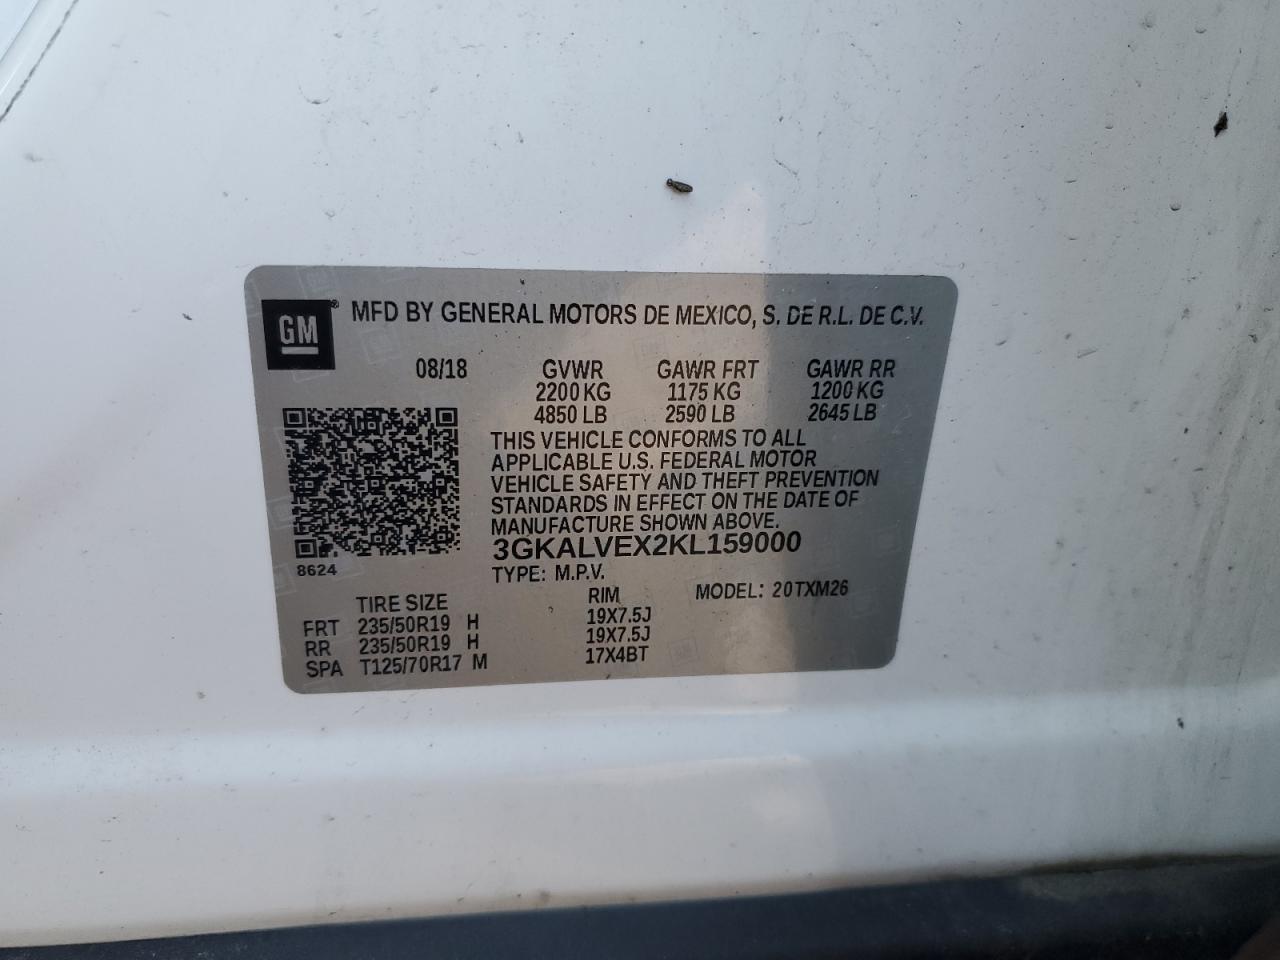 GM® MFD BY GENERAL MOTORS DE MEXICO, S. DE R.L. DE C.V.
08/18 GVWR GAWR FRT GAWR RR
2200 KG 1175 KG 1200 KG
4850 LB 2590 LB 2645 LB
THIS VEHICLE CONFORMS TO ALL
APPLICABLE U.S. FEDERAL MOTOR
VEHICLE SAFETY AND THEFT PREVENTION
STANDARDS IN EFFECT ON THE DATE OF
MANUFACTURE SHOWN ABOVE.
3GKALVEX2KL159000
8624 TYPE: M.P.V.
TIRE SIZE RIM MODEL: 20TXM26
FRT 235/50R19 H 19X7.5J
RR 235/50R19 H 19X7.5J
SPA T125/70R17 M 17X4BT